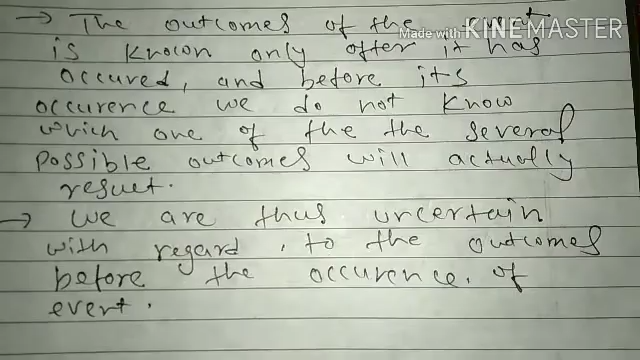 → The outcomes of the event
Made with KINEMASTER
is known only after it has
occured, and before its
occurence we do not know
which one of the the several
possible outcomes will actually
result.
→ we are thus uncertain
with regard, to the outcomes
before the occurence. of
event.